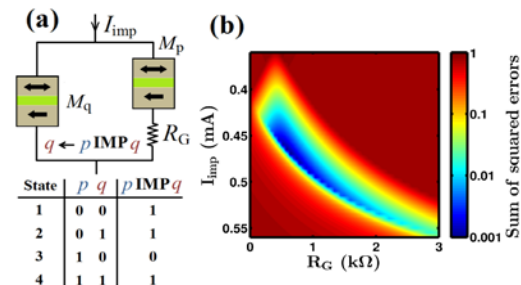 (a)
I_imp
M_p
M_q
R_G
q ← p IMP q
State p q p IMP q
1 0 0 1
2 0 1 1
3 1 0 0
4 1 1 1
(b)
I_imp (mA)
0.4
0.45
0.5
0.55
0 1 2 3
R_G (kΩ)
1
0.1
0.01
0.001
Sum of squared errors